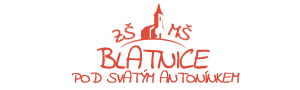 ZŠ MŠ
BLATNICE
POD SVATÝM ANTONÍNKEM